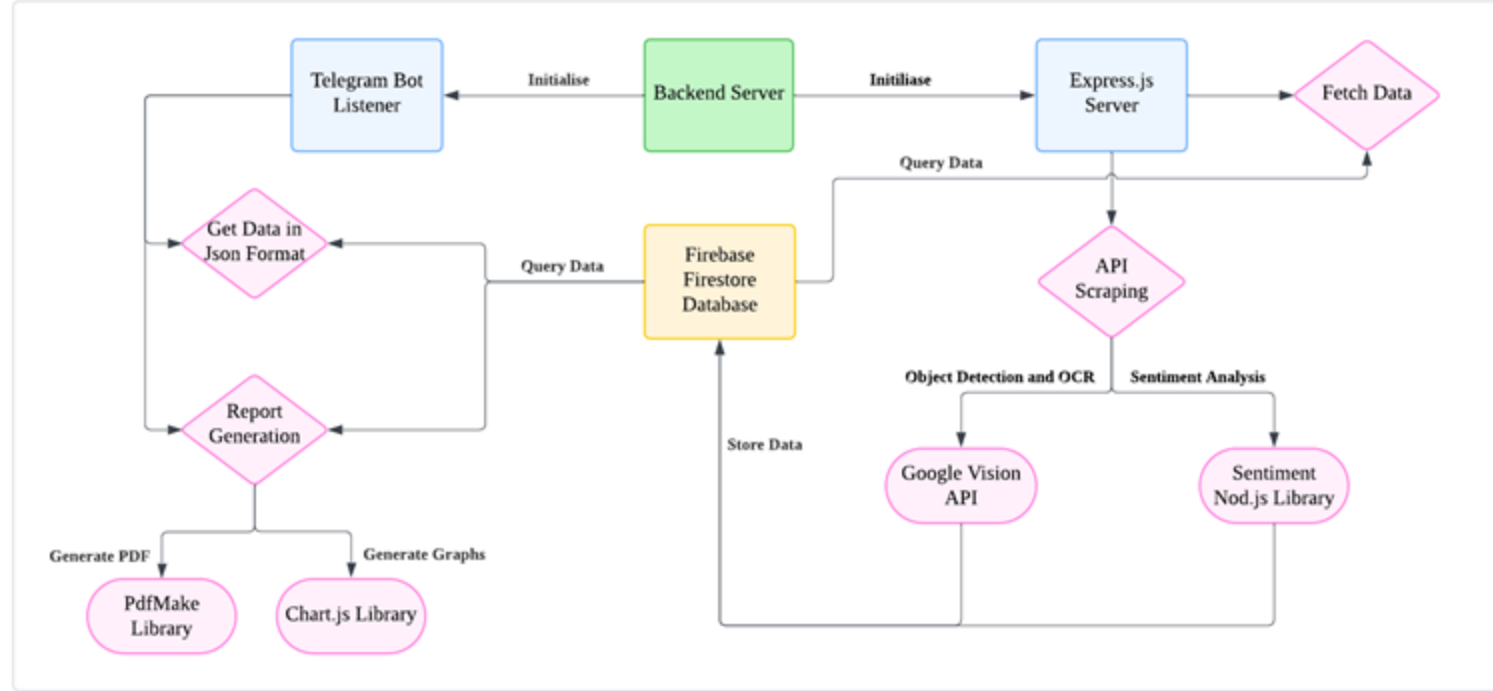 Telegram Bot
Listener
Initialise
Backend Server
Initiliase
Express.js
Server
Fetch Data
Query Data
Get Data in
Json Format
Query Data
Firebase
Firestore
Database
API
Scraping
Object Detection and OCR
Sentiment Analysis
Report
Generation
Store Data
Google Vision
API
Sentiment
Nod.js Library
Generate PDF
Generate Graphs
PdfMake
Library
Chart.js Library